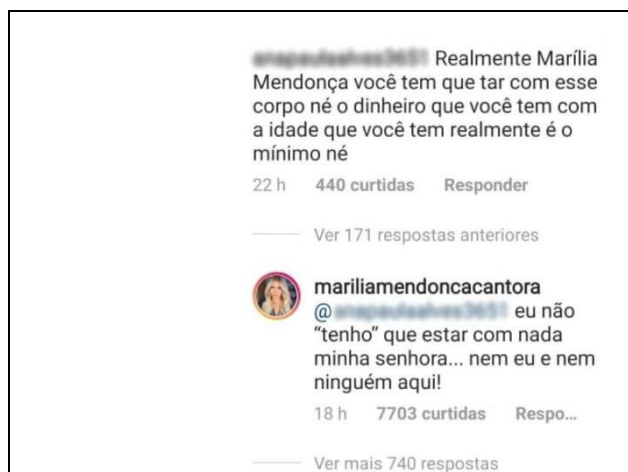 Realmente Marília
Mendonça você tem que tar com esse
corpo né o dinheiro que você tem com
a idade que você tem realmente é o
mínimo né
22 h 440 curtidas Responder
Ver 171 respostas anteriores
mariliamendoncacantora
@ eu não
“tenho” que estar com nada
minha senhora... nem eu e nem
ninguém aqui!
18 h 7703 curtidas Respo...
Ver mais 740 respostas